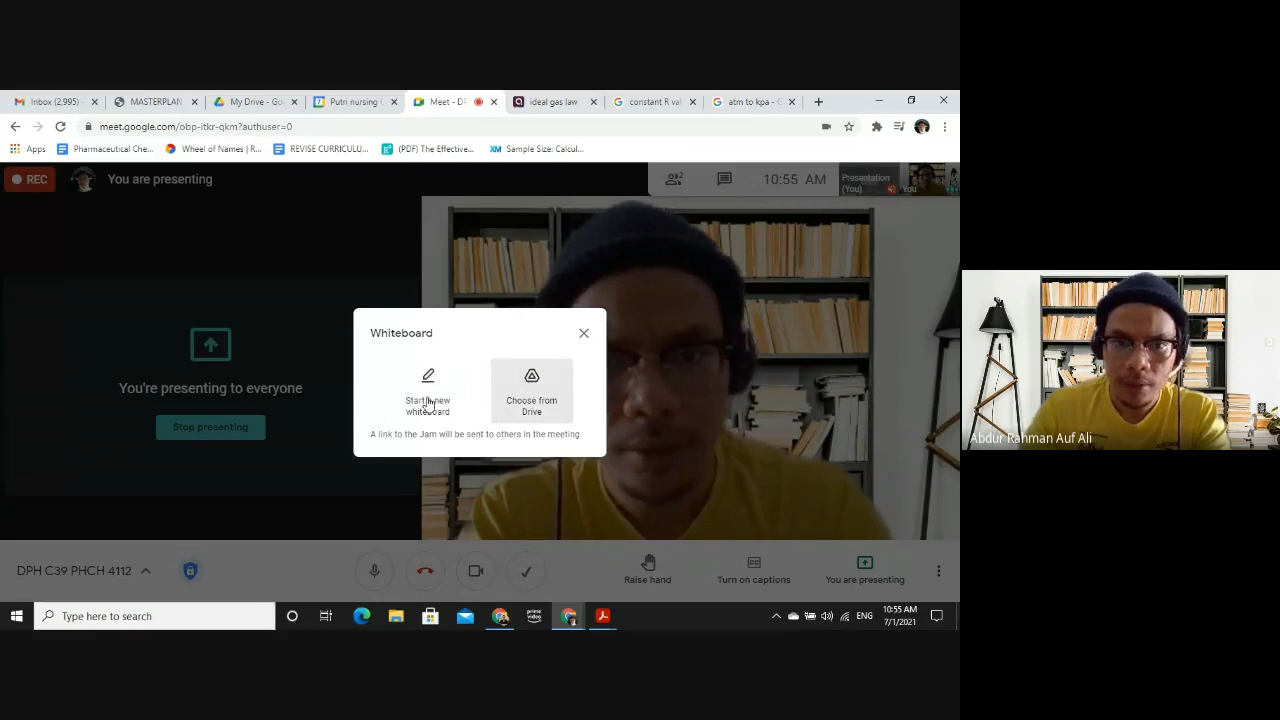 Inbox (2,995)
MASTERPLAN
My Drive - Go
Putri nursing (
Meet - DF
ideal gas law
constant R val
atm to kpa - G
meet.google.com/obp-itkr-qkm?authuser=0
Apps
Pharmaceutical Che...
Wheel of Names | R...
REVISE CURRICULU...
(PDF) The Effective...
XM Sample Size: Calcul...
REC
You are presenting
2
10:55 AM
Presentation
(You)
You
Whiteboard
Start a new
whiteboard
Choose from
Drive
A link to the Jam will be sent to others in the meeting
You're presenting to everyone
Stop presenting
Abdur Rahman Auf Ali
DPH C39 PHCH 4112
Raise hand
Turn on captions
You are presenting
Type here to search
prime
video
ENG
10:55 AM
7/1/2021